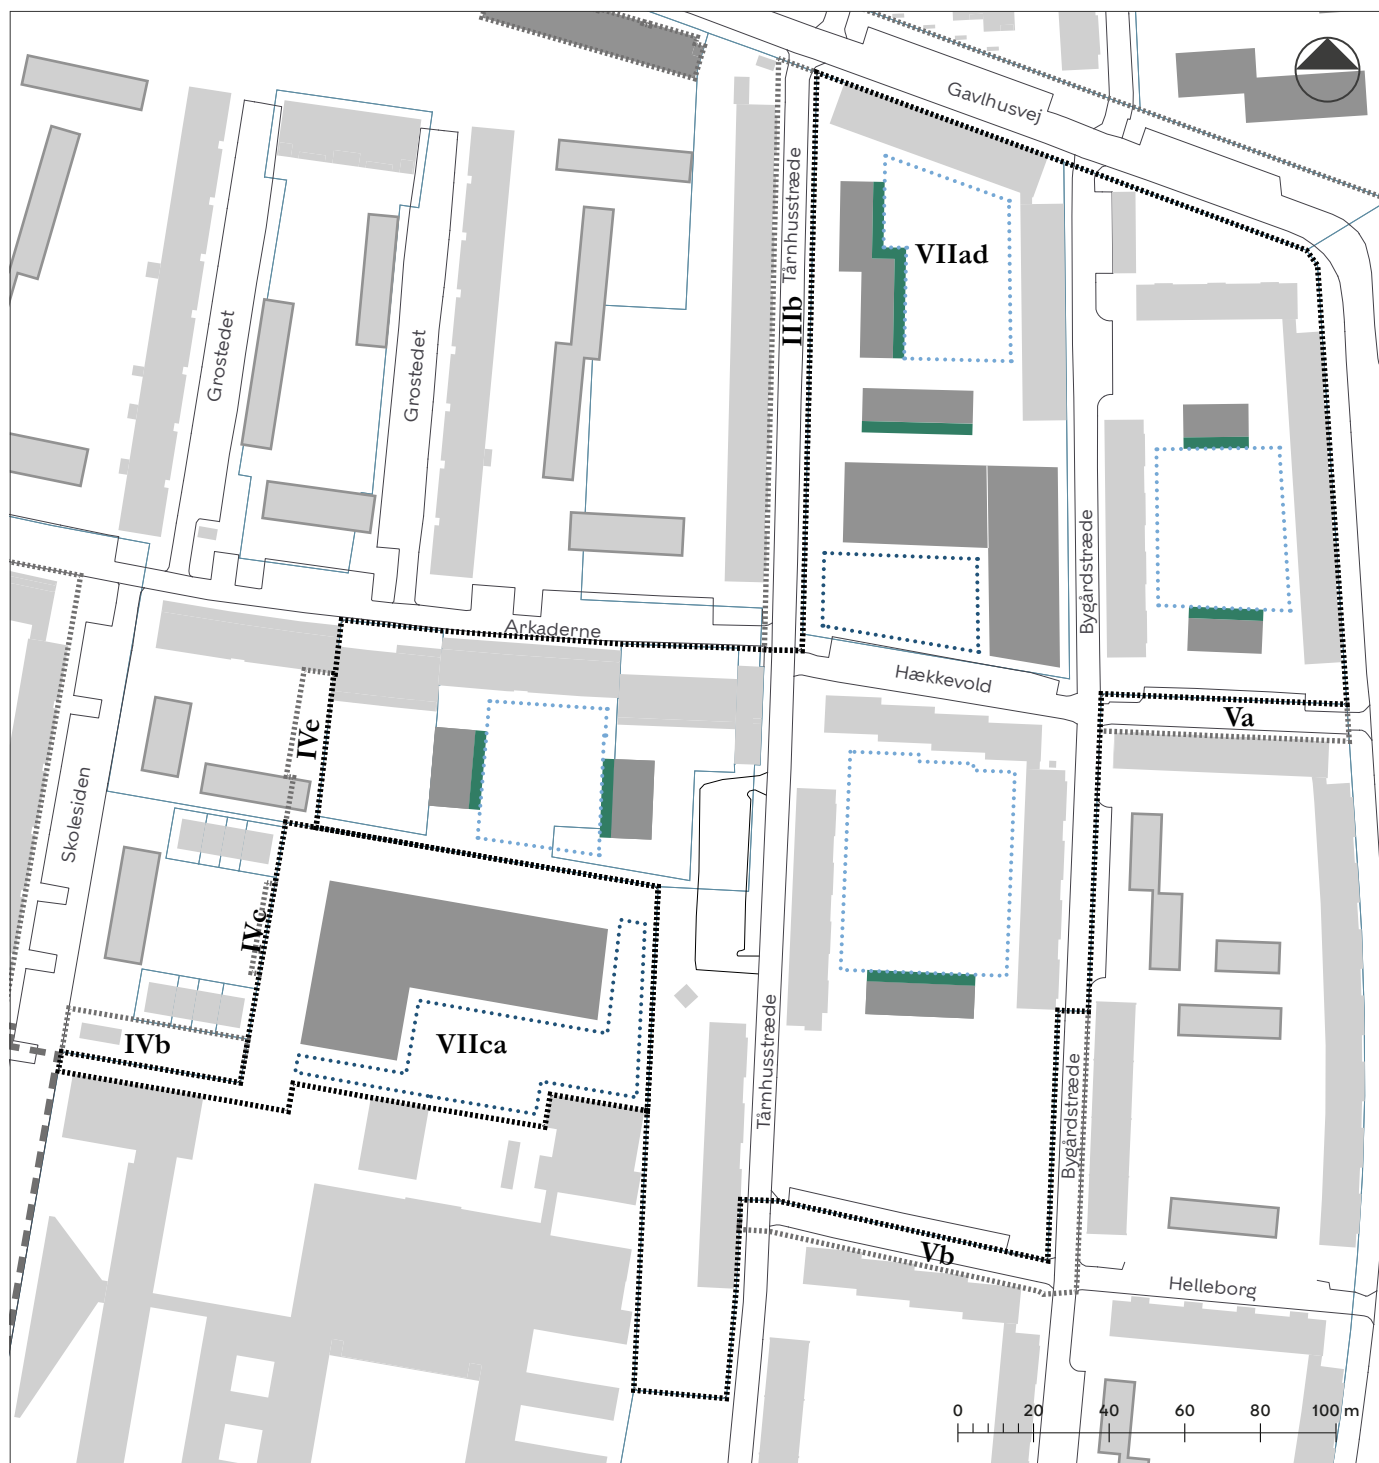 Gavlhusvej
Tårnhusstræde
VIIad
IIIb
Grostedet
Grostedet
Bygårdstræde
Arkaderne
Hækkevold
Va
IVe
Skolesiden
IVc
IVb
VIIca
Tårnhusstræde
Bygårdstræde
Vb
Helleborg
0 20 40 60 80 100 m